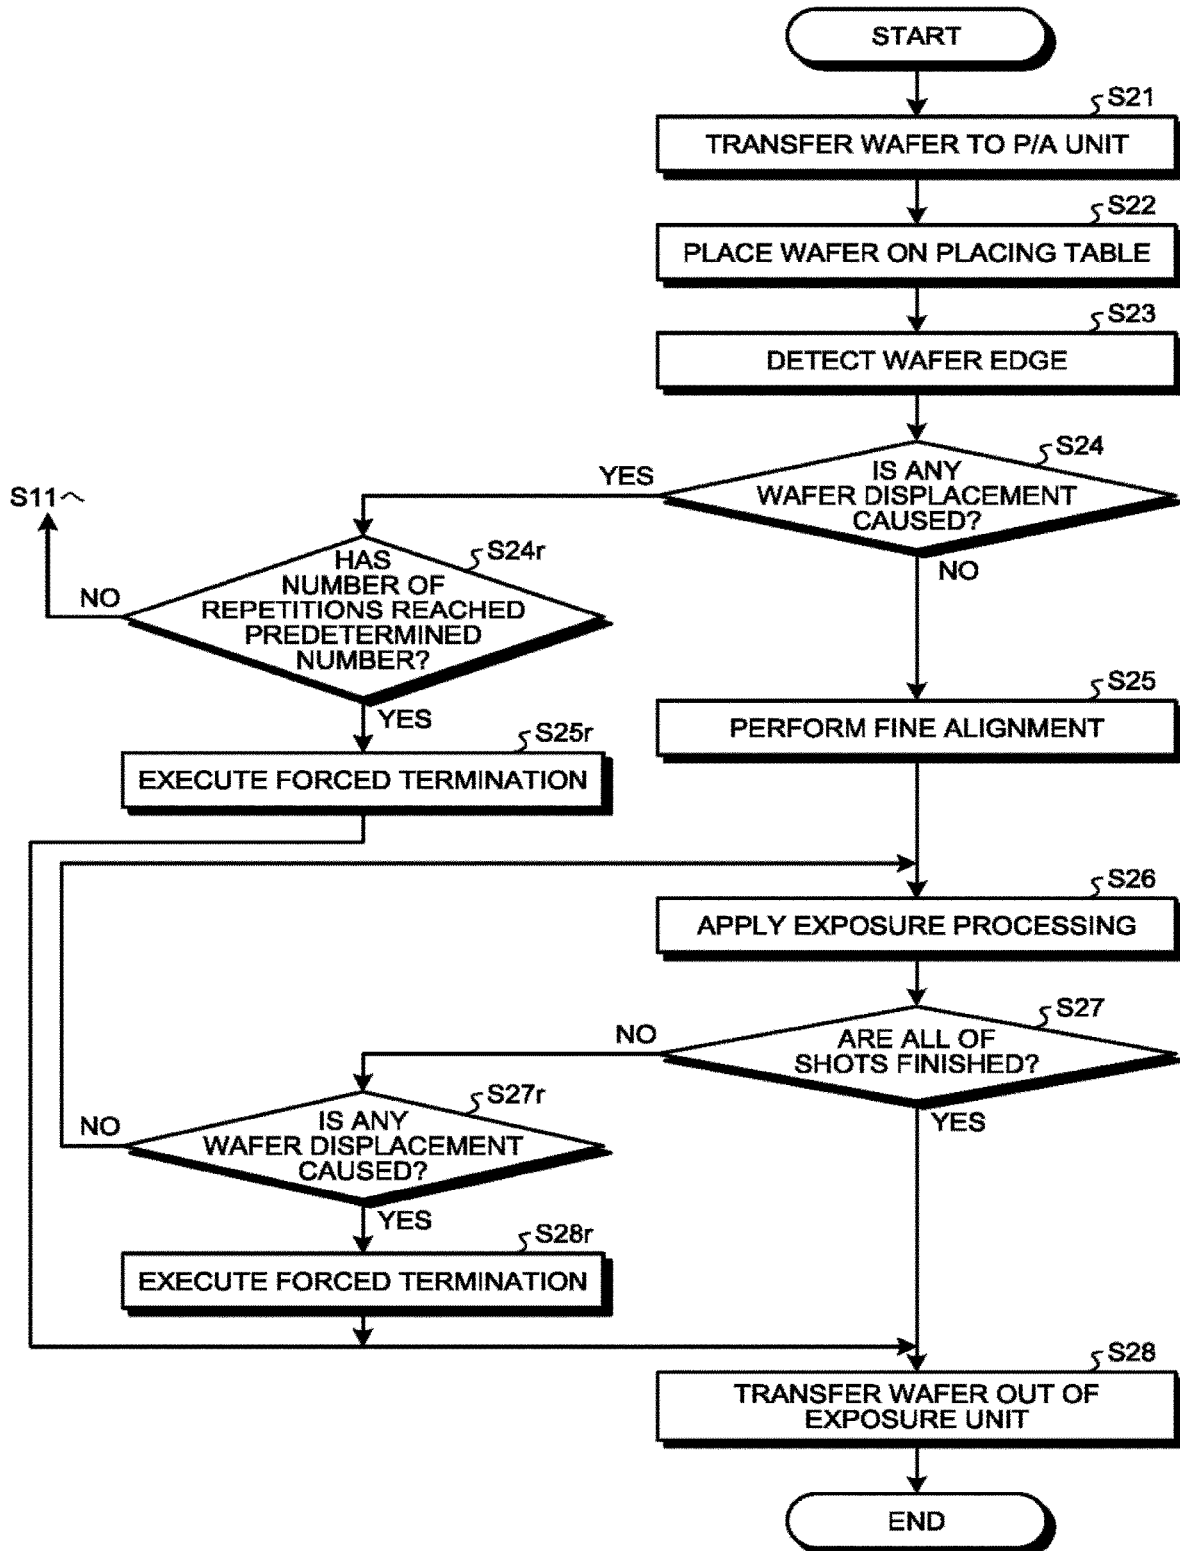 START
S21
TRANSFER WAFER TO P/A UNIT
S22
PLACE WAFER ON PLACING TABLE
S23
DETECT WAFER EDGE
S24
IS ANY
WAFER DISPLACEMENT
CAUSED?
YES
NO
S11
S24r
HAS
NUMBER OF
REPETITIONS REACHED
PREDETERMINED
NUMBER?
NO
YES
S25r
EXECUTE FORCED TERMINATION
S25
PERFORM FINE ALIGNMENT
S26
APPLY EXPOSURE PROCESSING
S27
ARE ALL OF
SHOTS FINISHED?
NO
YES
S27r
IS ANY
WAFER DISPLACEMENT
CAUSED?
NO
YES
S28r
EXECUTE FORCED TERMINATION
S28
TRANSFER WAFER OUT OF
EXPOSURE UNIT
END